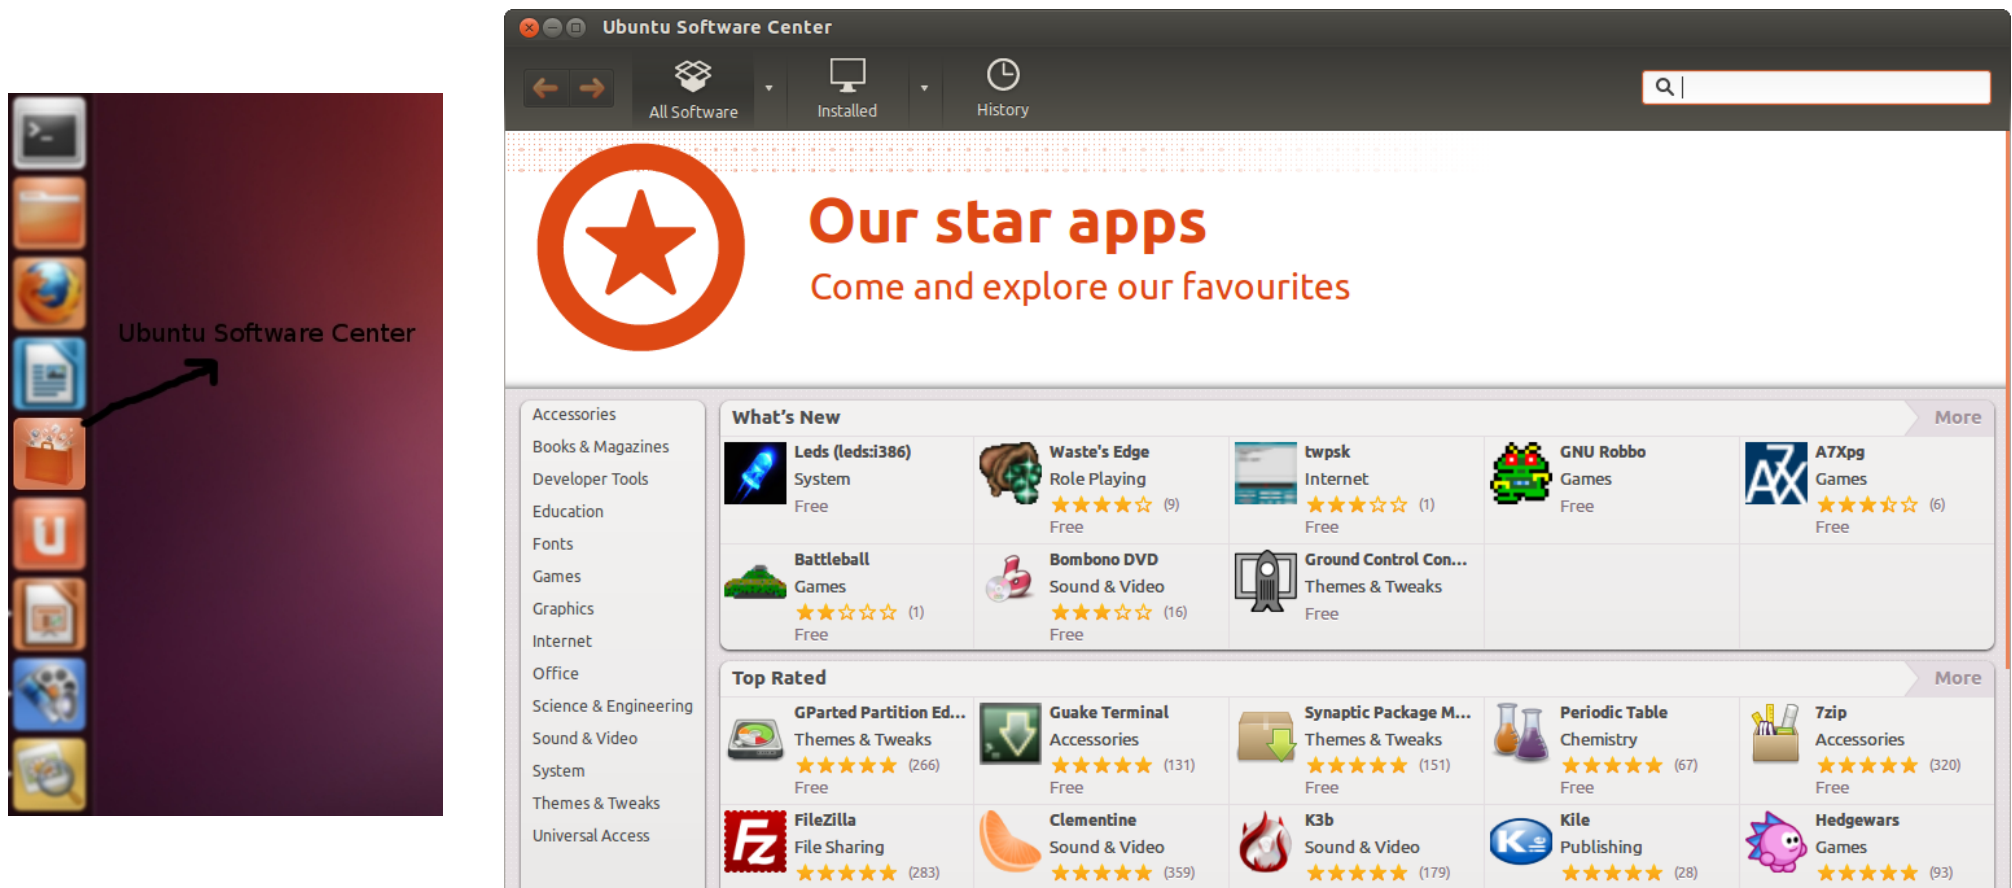 Ubuntu Software Center
Ubuntu Software Center
All Software
Installed
History
Our star apps
Come and explore our favourites
Accessories
Books & Magazines
Developer Tools
Education
Fonts
Games
Graphics
Internet
Office
Science & Engineering
Sound & Video
System
Themes & Tweaks
Universal Access
What's New
More
Leds (leds:i386)
System
Free
Waste's Edge
Role Playing
(9)
Free
twpsk
Internet
(1)
Free
GNU Robbo
Games
Free
A7X
A7Xpg
Games
(6)
Free
Battleball
Games
(1)
Free
Bombono DVD
Sound & Video
(16)
Free
Ground Control Con...
Themes & Tweaks
Free
Top Rated
More
GParted Partition Ed...
Themes & Tweaks
(266)
Free
Guake Terminal
Accessories
(131)
Free
Synaptic Package M...
Themes & Tweaks
(151)
Free
Periodic Table
Chemistry
(67)
Free
7zip
Accessories
(320)
Free
Fz
FileZilla
File Sharing
(283)
Clementine
Sound & Video
(359)
K3b
Sound & Video
(179)
Kile
Publishing
(28)
Hedgewars
Games
(93)